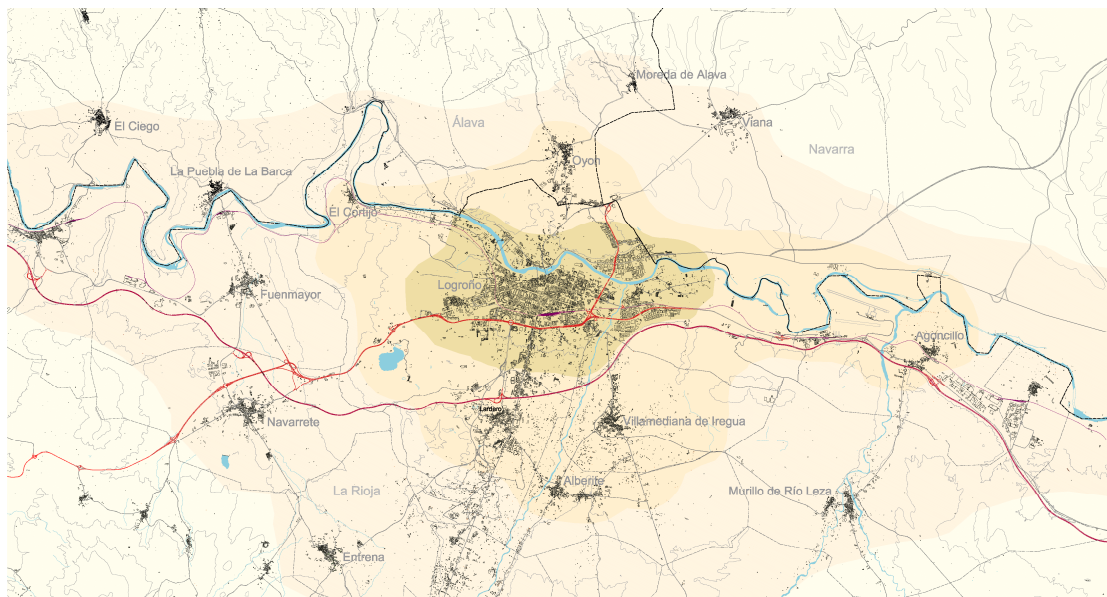 Moreda de Alava
El Ciego
Álava
Viana
Navarra
Oyon
La Puebla de La Barca
El Cortijo
Logroño
Fuenmayor
Agoncillo
Lardero
Navarrete
Villamediana de Iregua
Alberite
La Rioja
Murillo de Río Leza
Entrena